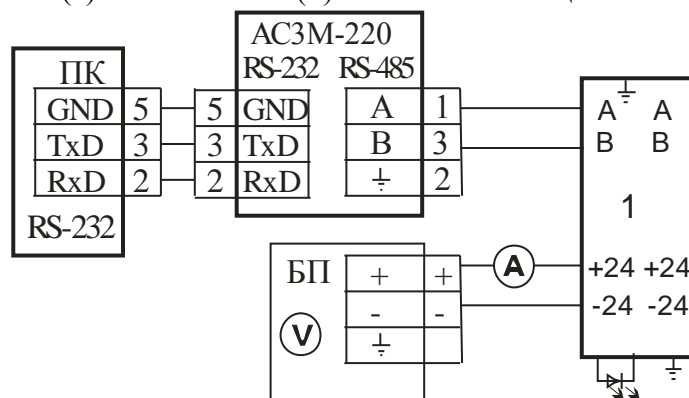 ПК
GND 5
TxD 3
RxD 2
RS-232
АС3М-220
RS-232 RS-485
5 GND
3 TxD
2 RxD
A 1
B 3
2
БП
+ +
- -
V
A
A A
B B
1
+24 +24
-24 -24